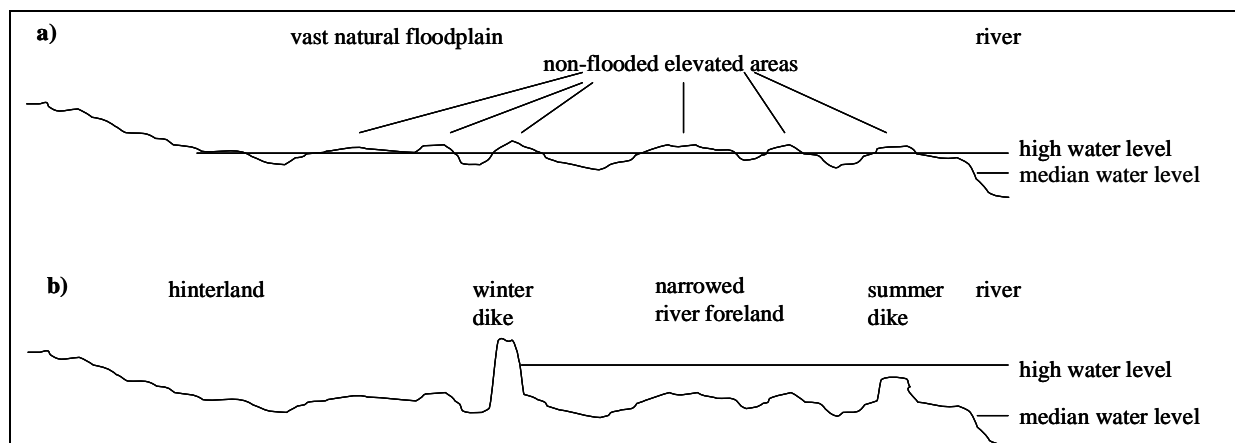 a)
vast natural floodplain
river
non-flooded elevated areas
high water level
median water level
b)
hinterland
winter
dike
narrowed
river foreland
summer
dike
river
high water level
median water level